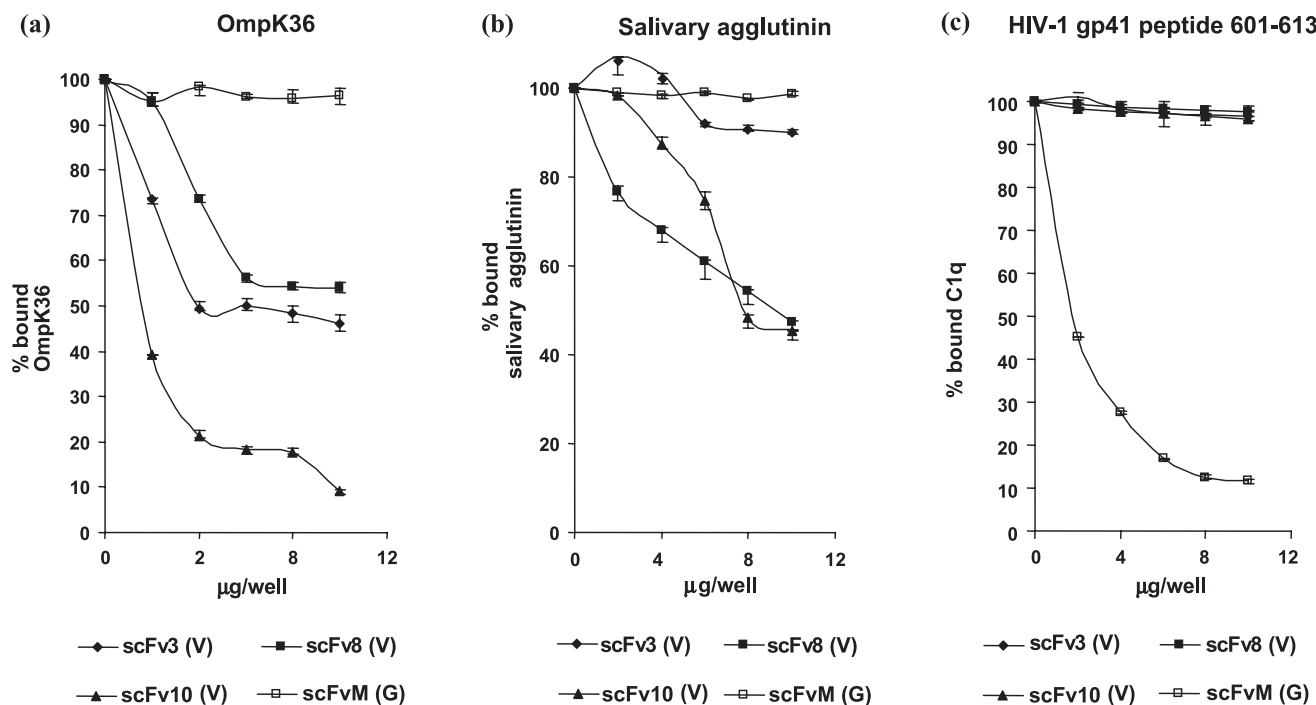 (a) OmpK36
100
90
80
70
60
50
40
30
20
10
0
% bound
OmpK36
0 2 8 12
µg/well
scFv3 (V) scFv8 (V)
scFv10 (V) scFvM (G)
(b) Salivary agglutinin
100
80
60
40
20
0
% bound
salivary agglutinin
0 4 8 12
µg/well
scFv3 (V) scFv8 (V)
scFv10 (V) scFvM (G)
(c) HIV-1 gp41 peptide 601-613
100
90
80
70
60
50
40
30
20
10
0
% bound C1q
0 4 8 12
µg/well
scFv3 (V) scFv8 (V)
scFv10 (V) scFvM (G)